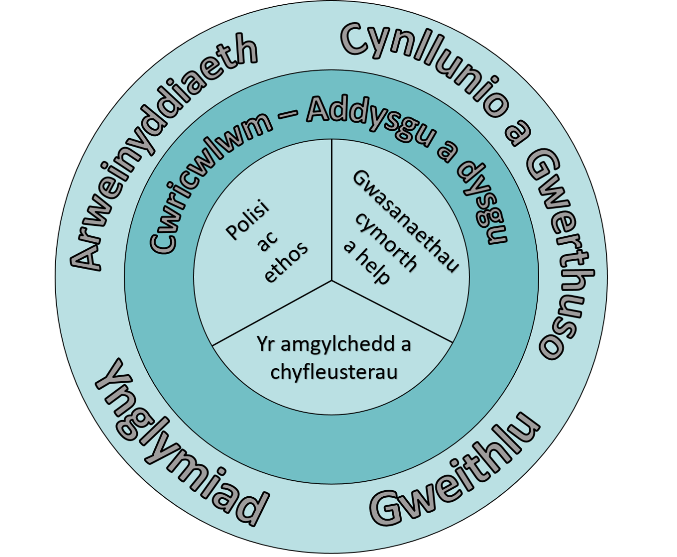 Arweinyddiaeth
Cynllunio a Gwerthuso
Cwricwlwm – Addysgu a dysgu
Polisi
ac
ethos
Gwasanaethau
cymorth
a help
Yr amgylchedd a
chyfleusterau
Ynglymiad
Gweithlu